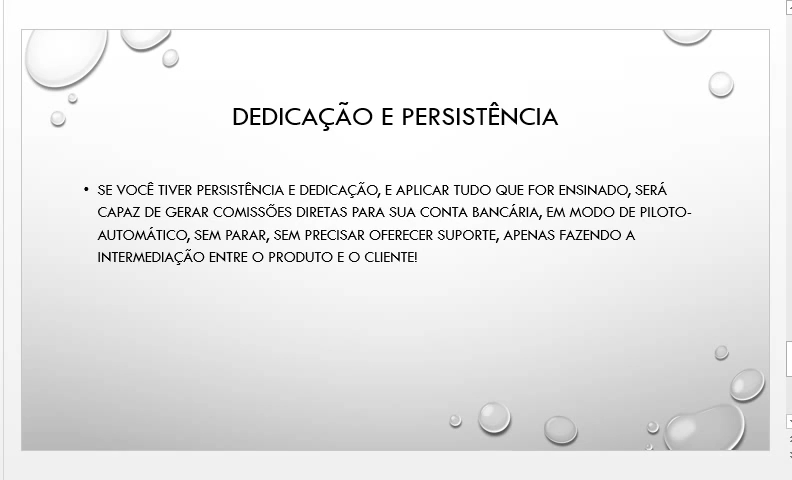 DEDICAÇÃO E PERSISTÊNCIA
• SE VOCÊ TIVER PERSISTÊNCIA E DEDICAÇÃO, E APLICAR TUDO QUE FOR ENSINADO, SERÁ
CAPAZ DE GERAR COMISSÕES DIRETAS PARA SUA CONTA BANCÁRIA, EM MODO DE PILOTO-
AUTOMÁTICO, SEM PARAR, SEM PRECISAR OFERECER SUPORTE, APENAS FAZENDO A
INTERMEDIAÇÃO ENTRE O PRODUTO E O CLIENTE!